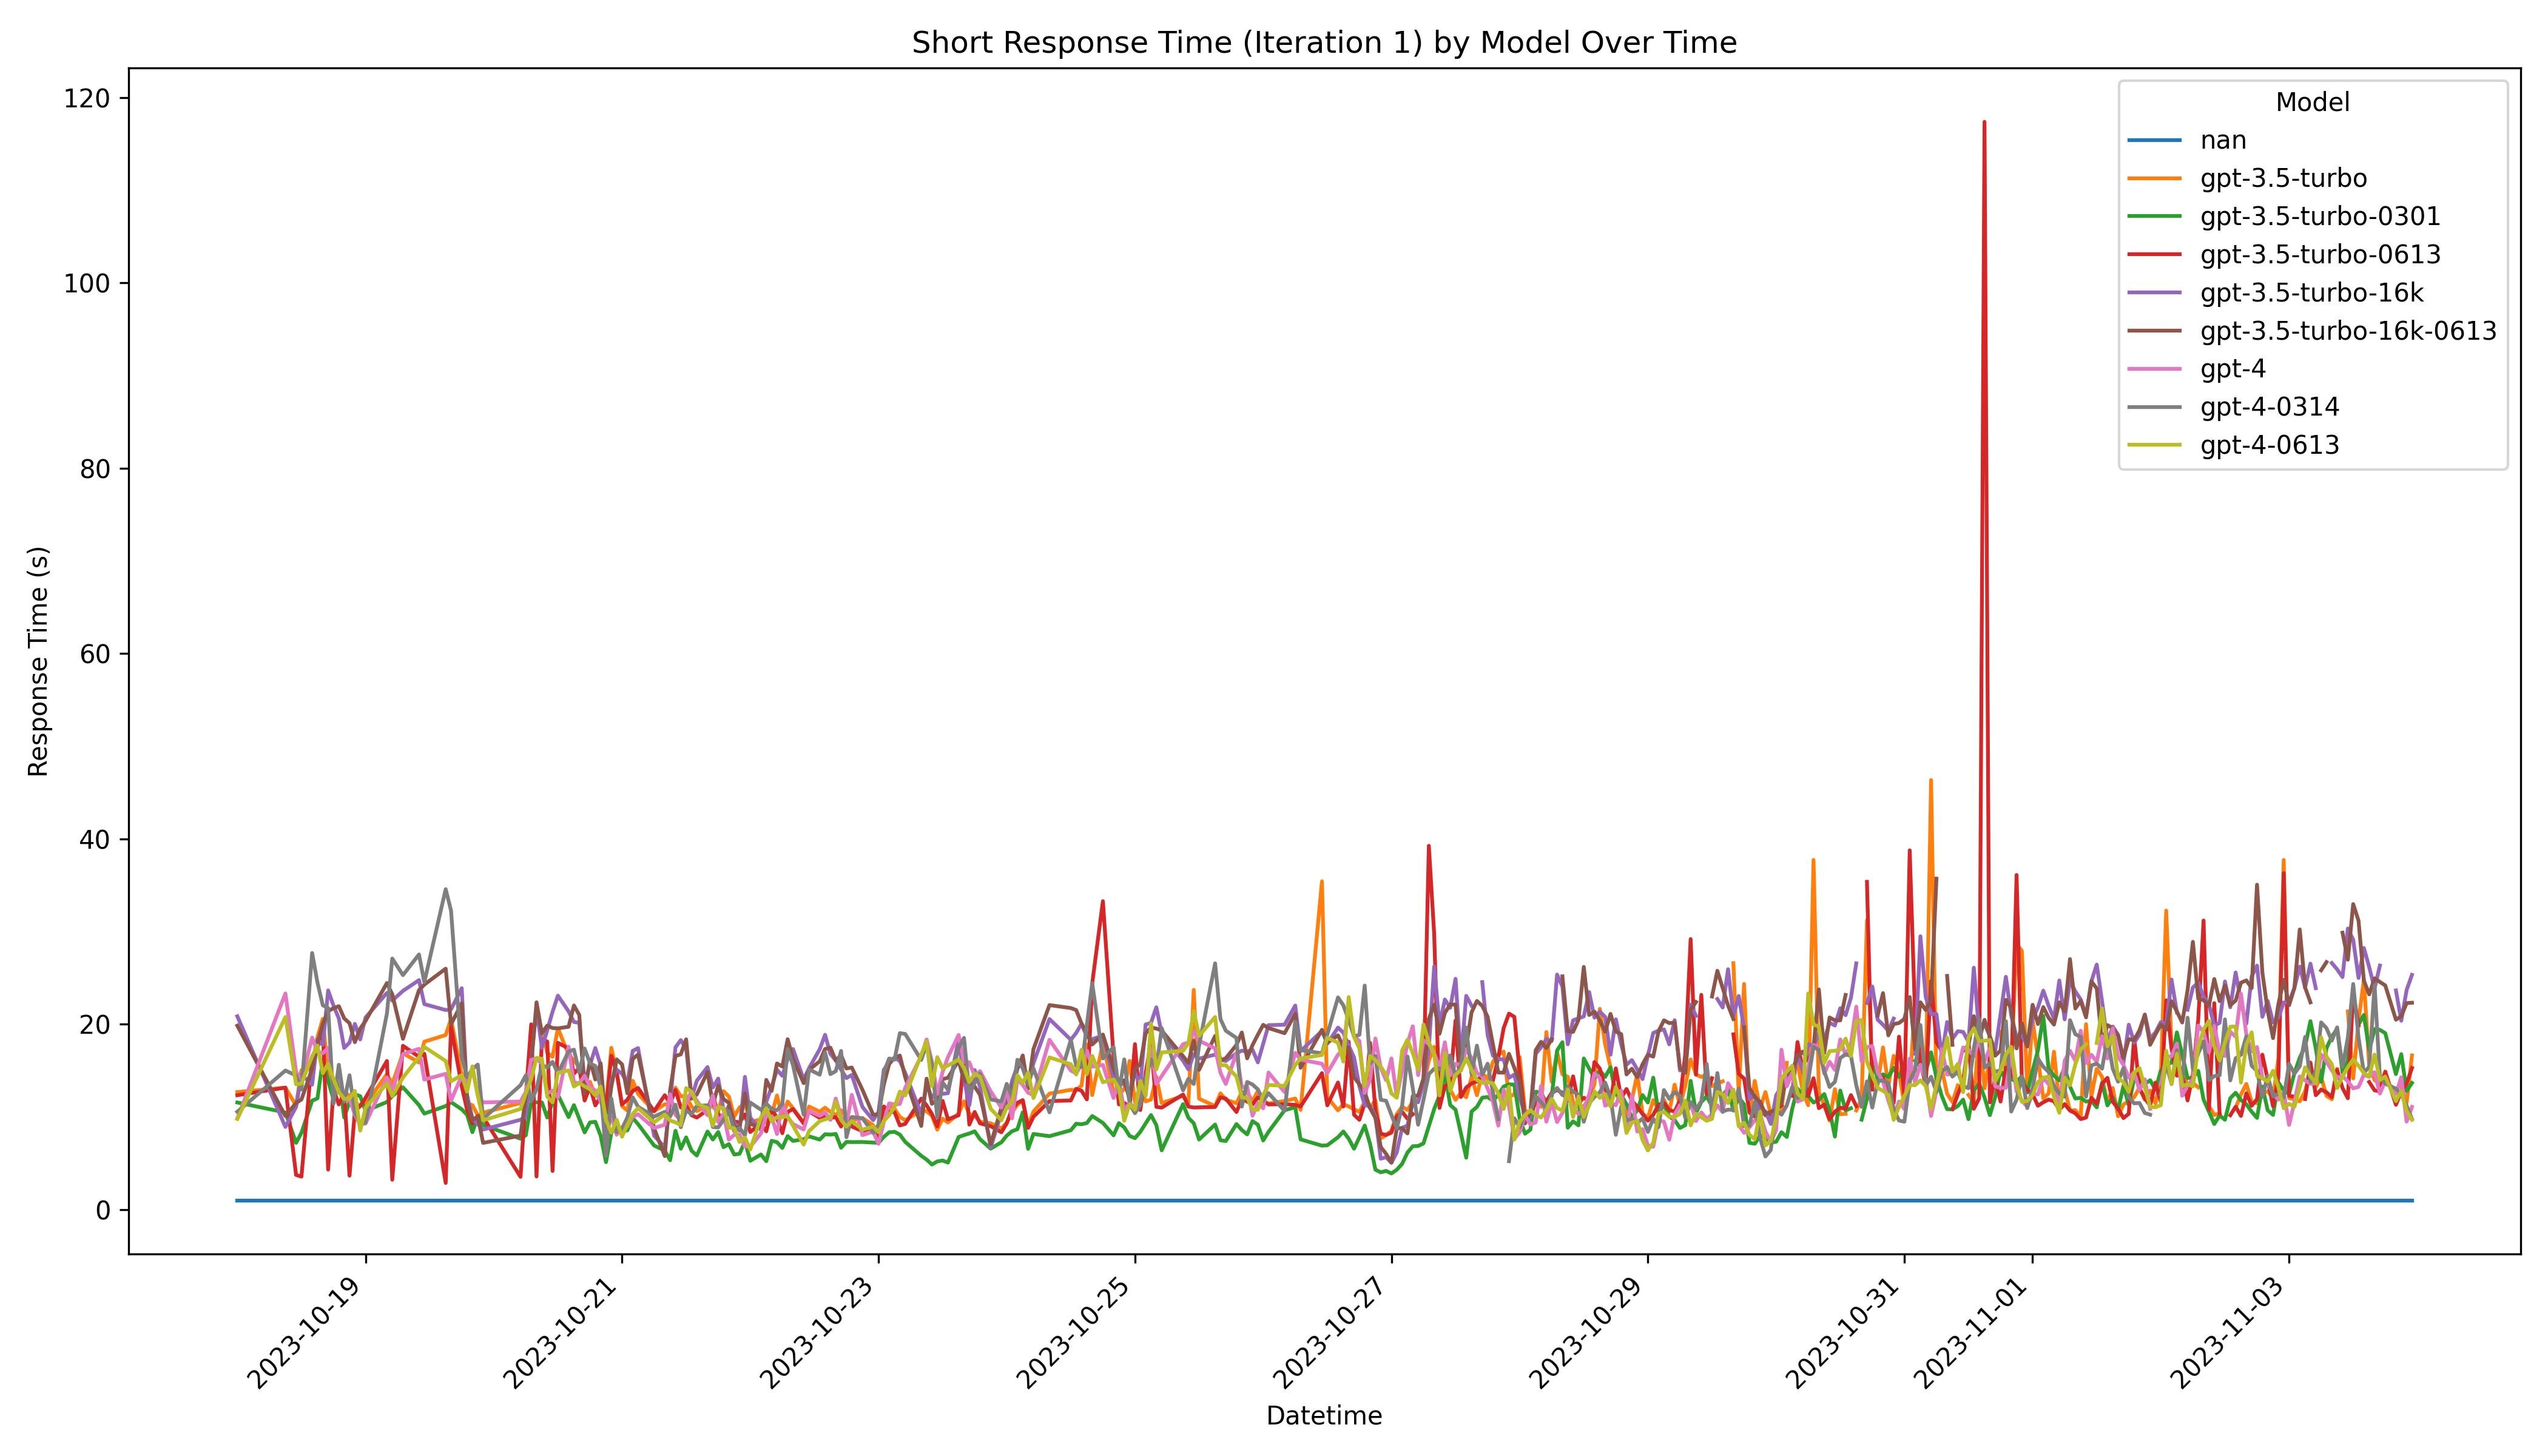 Short Response Time (Iteration 1) by Model Over Time
120
100
80
60
40
20
0
Response Time (s)
Model
nan
gpt-3.5-turbo
gpt-3.5-turbo-0301
gpt-3.5-turbo-0613
gpt-3.5-turbo-16k
gpt-3.5-turbo-16k-0613
gpt-4
gpt-4-0314
gpt-4-0613
2023-10-19
2023-10-21
2023-10-23
2023-10-25
2023-10-27
2023-10-29
2023-10-31
2023-11-01
2023-11-03
Datetime